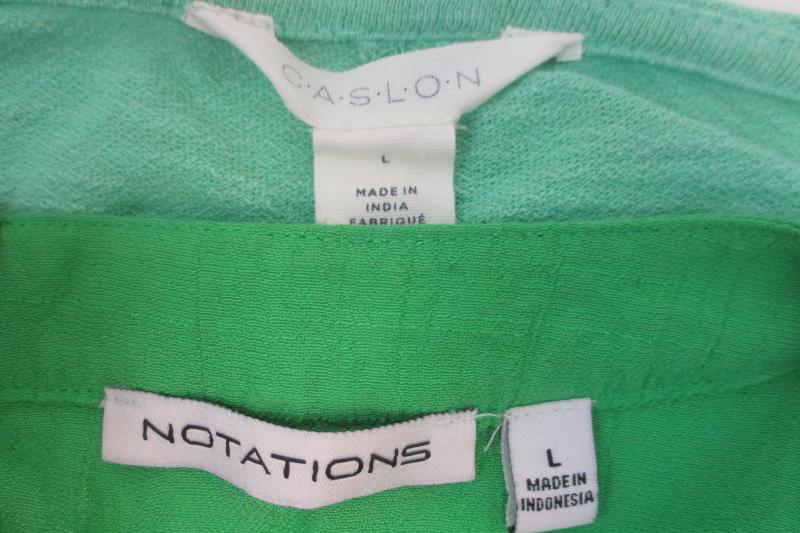 C·A·S·L·O·N
L
MADE IN
INDIA
FABRIQUÉ
NOTATIONS
L
MADE IN
INDONESIA